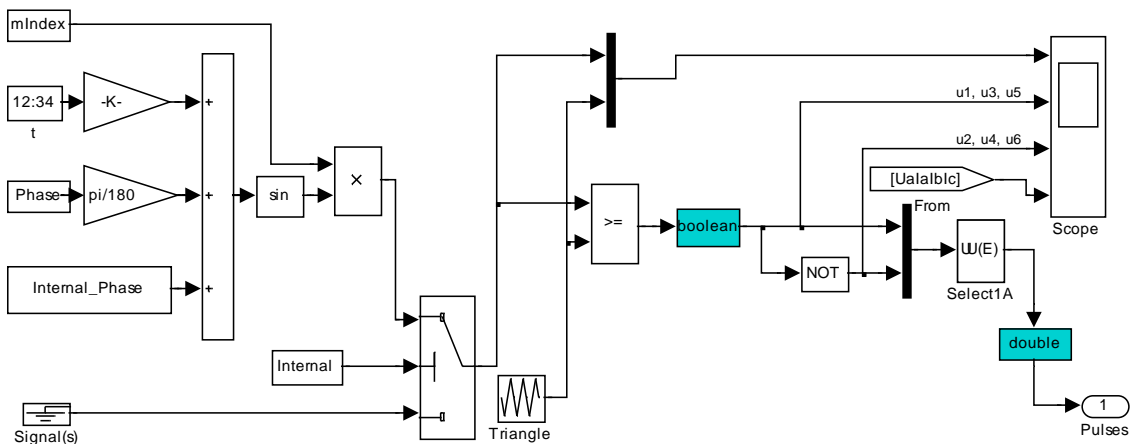 mIndex
12:34
t
-K-
+
Phase
pi/180
+
Internal_Phase
+
sin
×
Internal
Signal(s)
Triangle
>=
boolean
NOT
u1, u3, u5
u2, u4, u6
[UaIaIbIc]
From
Scope
Select1A
double
1
Pulses